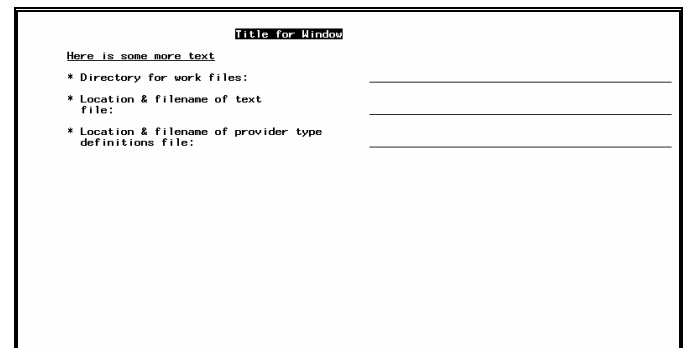 Title for Window
Here is some more text
* Directory for work files:
* Location & filename of text
file:
* Location & filename of provider type
definitions file: